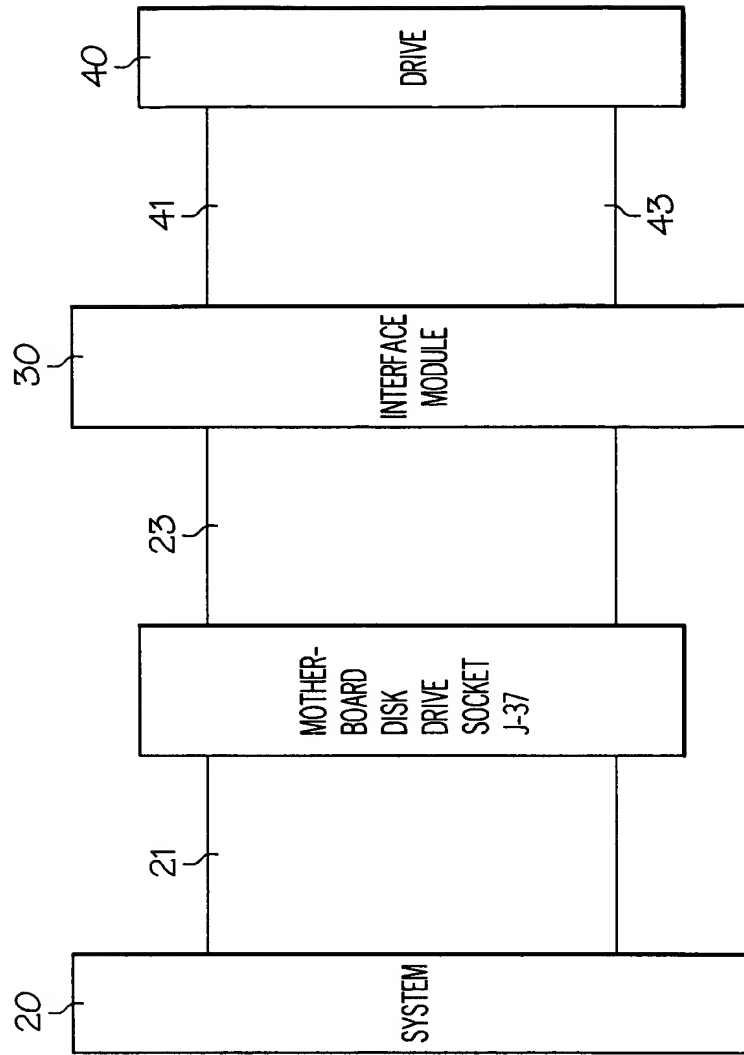 20
SYSTEM
21
MOTHER-
BOARD
DISK
DRIVE
SOCKET
J-37
23
30
INTERFACE
MODULE
41
43
40
DRIVE